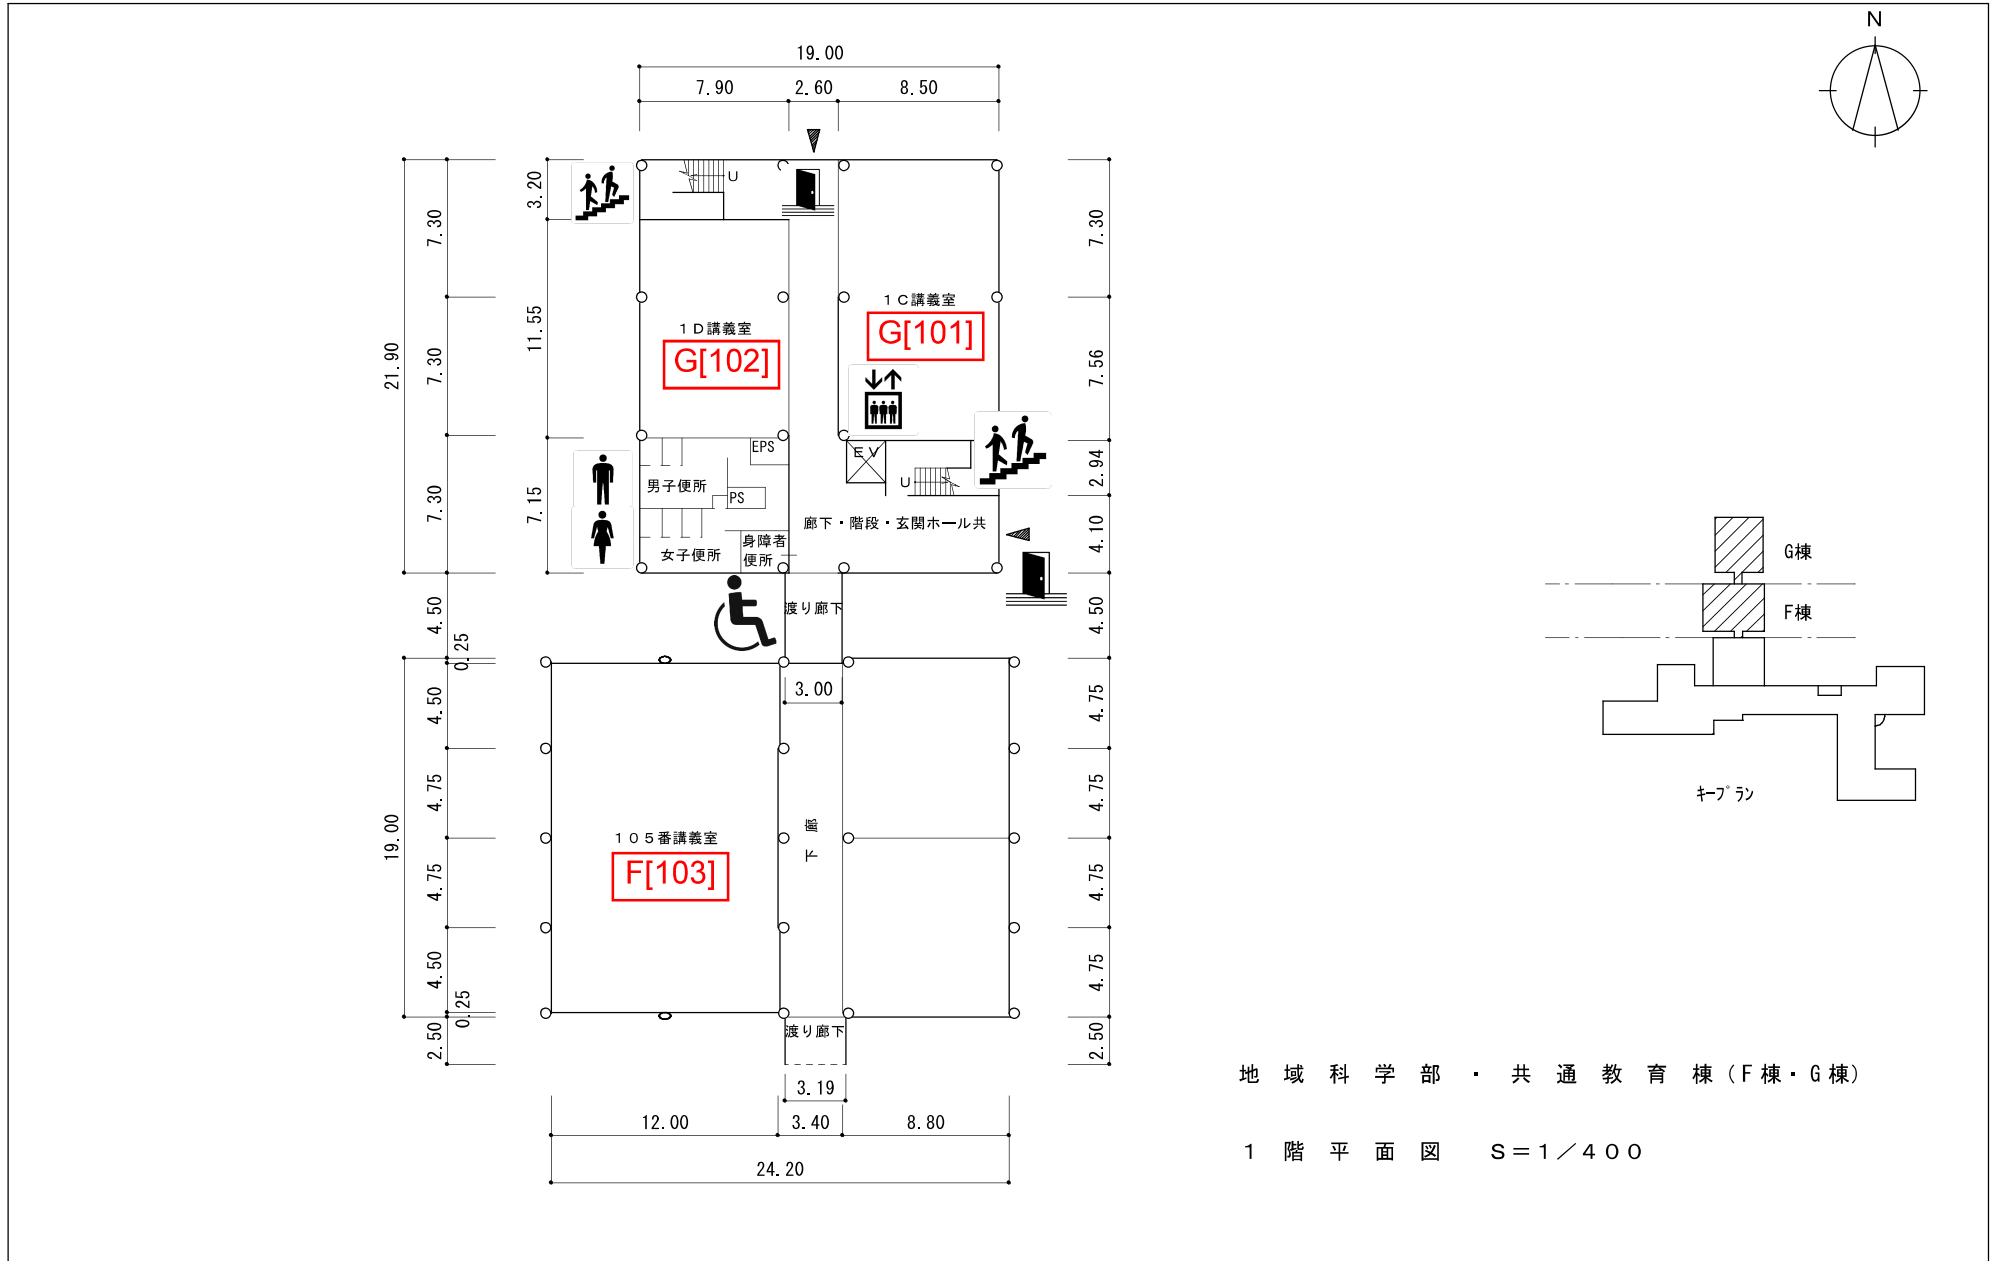 N
19.00
7.90 2.60 8.50
3.20
U
7.30
7.30
11.55
1C講義室
G[101]
1D講義室
G[102]
21.90
7.30
7.56
EPS
EV
2.94
男子便所
PS
U
7.30
7.15
廊下・階段・玄関ホール共
4.10
女子便所
身障者
便所
G棟
4.50
渡り廊下
4.50
F棟
0.25
3.00
4.50
4.75
4.75
4.75
キープラン
19.00
105番講義室
F[103]
廊下
4.75
4.75
4.50
4.75
0.25
2.50
渡り廊下
2.50
3.19
12.00 3.40 8.80
24.20
地域科学部・共通教育棟(F棟・G棟)
1階平面図 S=1/400